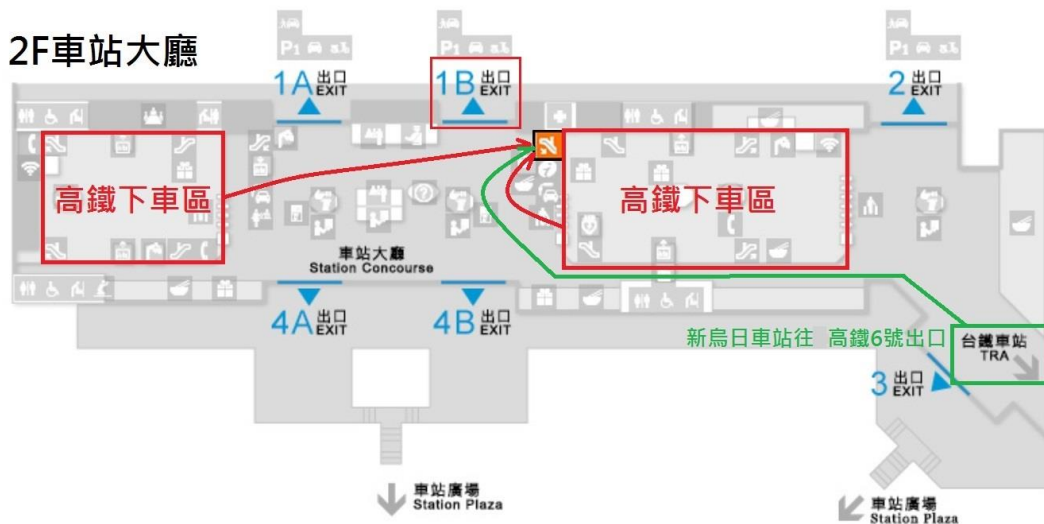 2F車站大廳
P1
P1
P1
1A 出口 EXIT
1B 出口 EXIT
2 出口 EXIT
高鐵下車區
高鐵下車區
車站大廳
Station Concourse
4A 出口 EXIT
4B 出口 EXIT
新烏日車站往 高鐵6號出口
台鐵車站
TRA
3 出口 EXIT
車站廣場
Station Plaza
車站廣場
Station Plaza